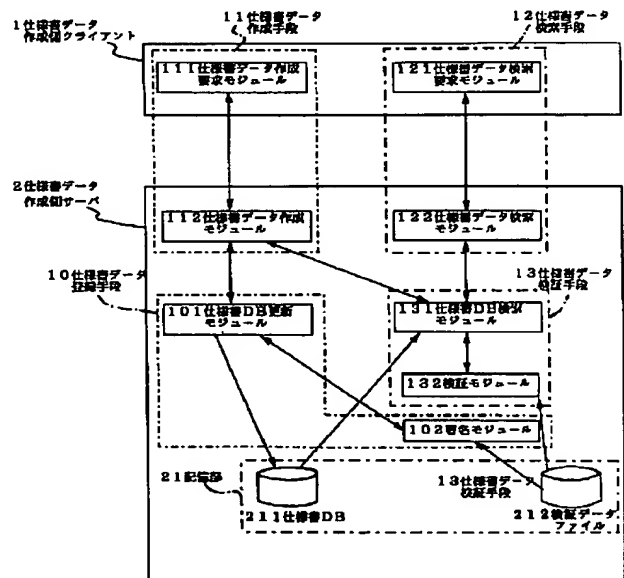 1仕様書データ
作成側クライアント
11仕様書データ
作成手段
12仕様書データ
検索手段
111仕様書データ作成
要求モジュール
121仕様書データ検索
要求モジュール
2仕様書データ
作成側サーバ
112仕様書データ作成
モジュール
122仕様書データ検索
モジュール
10仕様書データ
登録手段
13仕様書データ
検証手段
101仕様書DB更新
モジュール
131仕様書DB検索
モジュール
132検証モジュール
102署名モジュール
21記憶部
13仕様書データ
検証手段
211仕様書DB
212検証データ
ファイル